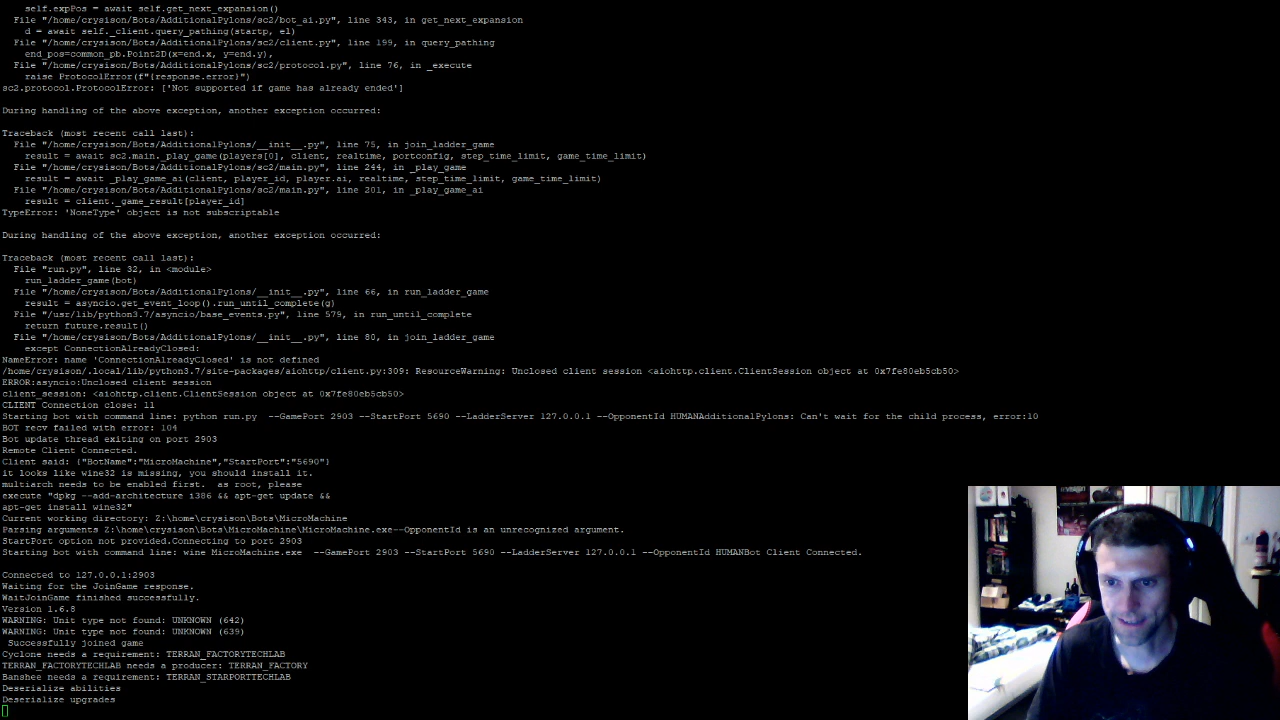 self.expPos = await self.get_next_expansion()
File "/home/crysison/Bots/AdditionalPylons/sc2/bot_ai.py", line 343, in get_next_expansion
d = await self._client.query_pathing(startp, el)
File "/home/crysison/Bots/AdditionalPylons/sc2/client.py", line 199, in query_pathing
end_pos=common_pb.Point2D(x=end.x, y=end.y),
File "/home/crysison/Bots/AdditionalPylons/sc2/protocol.py", line 76, in _execute
raise ProtocolError(f"{response.error}")
sc2.protocol.ProtocolError: ['Not supported if game has already ended']
During handling of the above exception, another exception occurred:
Traceback (most recent call last):
File "/home/crysison/Bots/AdditionalPylons/__init__.py", line 75, in join_ladder_game
result = await sc2.main._play_game(players[0], client, realtime, portconfig, step_time_limit, game_time_limit)
File "/home/crysison/Bots/AdditionalPylons/sc2/main.py", line 244, in _play_game
result = await _play_game_ai(client, player_id, player.ai, realtime, step_time_limit, game_time_limit)
File "/home/crysison/Bots/AdditionalPylons/sc2/main.py", line 201, in _play_game_ai
result = client._game_result[player_id]
TypeError: 'NoneType' object is not subscriptable
During handling of the above exception, another exception occurred:
Traceback (most recent call last):
File "run.py", line 32, in <module>
run_ladder_game(bot)
File "/home/crysison/Bots/AdditionalPylons/__init__.py", line 66, in run_ladder_game
result = asyncio.get_event_loop().run_until_complete(g)
File "/usr/lib/python3.7/asyncio/base_events.py", line 579, in run_until_complete
return future.result()
File "/home/crysison/Bots/AdditionalPylons/__init__.py", line 80, in join_ladder_game
except ConnectionAlreadyClosed:
NameError: name 'ConnectionAlreadyClosed' is not defined
/home/crysison/.local/lib/python3.7/site-packages/aiohttp/client.py:309: ResourceWarning: Unclosed client session <aiohttp.client.ClientSession object at 0x7fe80eb5cb50>
ERROR:asyncio:Unclosed client session
client_session: <aiohttp.client.ClientSession object at 0x7fe80eb5cb50>
CLIENT Connection close: 11
Starting bot with command line: python run.py  --GamePort 2903 --StartPort 5690 --LadderServer 127.0.0.1 --OpponentId HUMANAdditionalPylons: Can't wait for the child process, error:10
BOT recv failed with error: 104
Bot update thread exiting on port 2903
Remote Client Connected.
Client said: {"BotName":"MicroMachine","StartPort":"5690"}
it looks like wine32 is missing, you should install it.
multiarch needs to be enabled first.  as root, please
execute "dpkg --add-architecture i386 && apt-get update &&
apt-get install wine32"
Current working directory: Z:\home\crysison\Bots\MicroMachine
Parsing arguments Z:\home\crysison\Bots\MicroMachine\MicroMachine.exe--OpponentId is an unrecognized argument.
StartPort option not provided.Connecting to port 2903
Starting bot with command line: wine MicroMachine.exe  --GamePort 2903 --StartPort 5690 --LadderServer 127.0.0.1 --OpponentId HUMANBot Client Connected.
Connected to 127.0.0.1:2903
Waiting for the JoinGame response.
WaitJoinGame finished successfully.
Version 1.6.8
WARNING: Unit type not found: UNKNOWN (642)
WARNING: Unit type not found: UNKNOWN (639)
Successfully joined game
Cyclone needs a requirement: TERRAN_FACTORYTECHLAB
TERRAN_FACTORYTECHLAB needs a producer: TERRAN_FACTORY
Banshee needs a requirement: TERRAN_STARPORTTECHLAB
Deserialize abilities
Deserialize upgrades